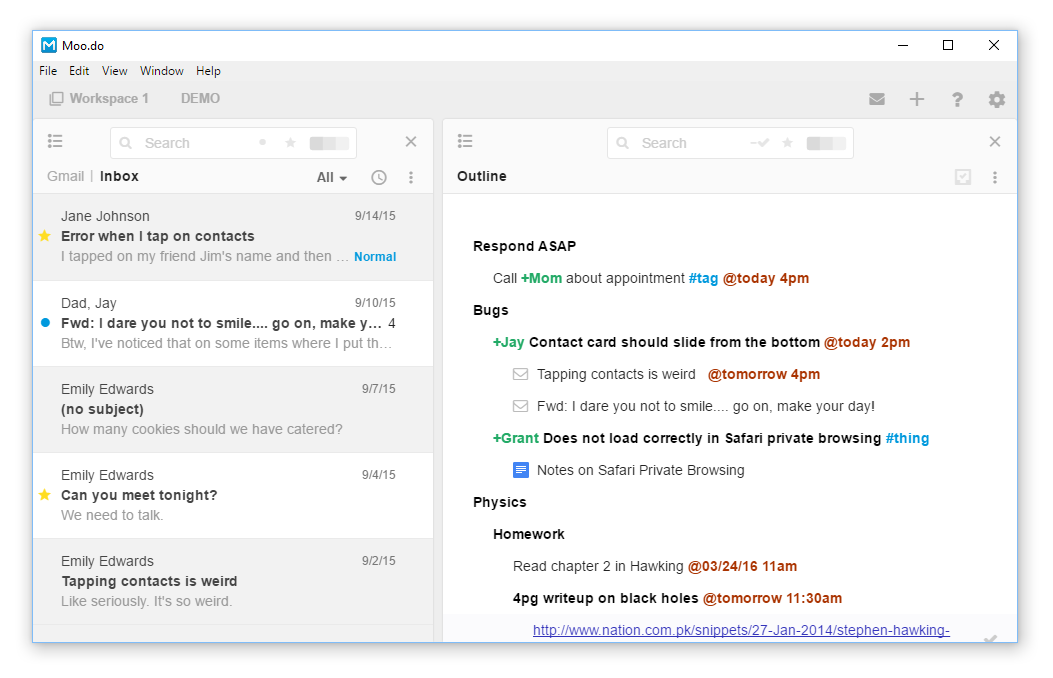 Moo.do
File Edit View Window Help
Workspace 1 DEMO
Search
Gmail | Inbox All
Jane Johnson 9/14/15
Error when I tap on contacts
I tapped on my friend Jim's name and then ... Normal
Dad, Jay 9/10/15
Fwd: I dare you not to smile.... go on, make y... 4
Btw, I've noticed that on some items where I put th...
Emily Edwards 9/7/15
(no subject)
How many cookies should we have catered?
Emily Edwards 9/4/15
Can you meet tonight?
We need to talk.
Emily Edwards 9/2/15
Tapping contacts is weird
Like seriously. It's so weird.
Search
Outline
Respond ASAP
Call +Mom about appointment #tag @today 4pm
Bugs
+Jay Contact card should slide from the bottom @today 2pm
Tapping contacts is weird @tomorrow 4pm
Fwd: I dare you not to smile.... go on, make your day!
+Grant Does not load correctly in Safari private browsing #thing
Notes on Safari Private Browsing
Physics
Homework
Read chapter 2 in Hawking @03/24/16 11am
4pg writeup on black holes @tomorrow 11:30am
http://www.nation.com.pk/snippets/27-Jan-2014/stephen-hawking-